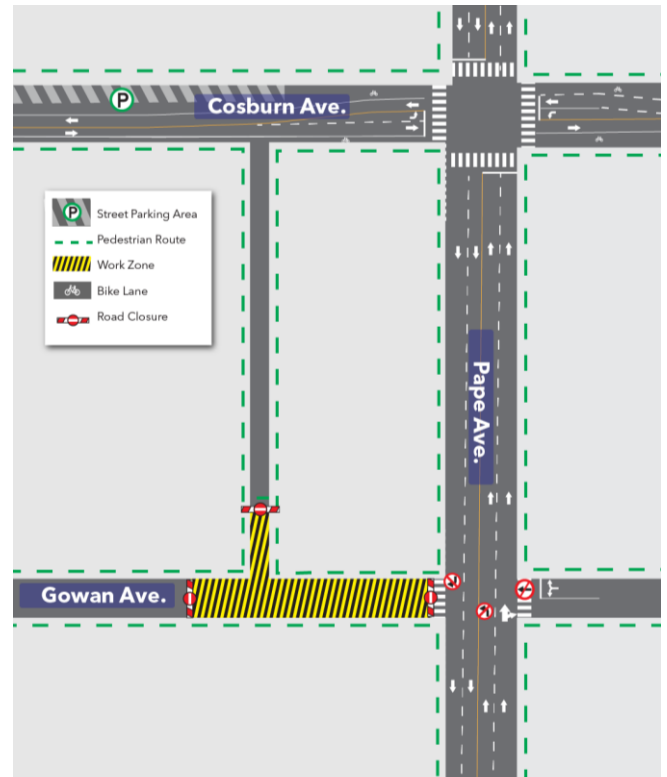 Cosburn Ave.
P
P
Street Parking Area
Pedestrian Route
Work Zone
Bike Lane
Road Closure
Pape Ave.
Gowan Ave.